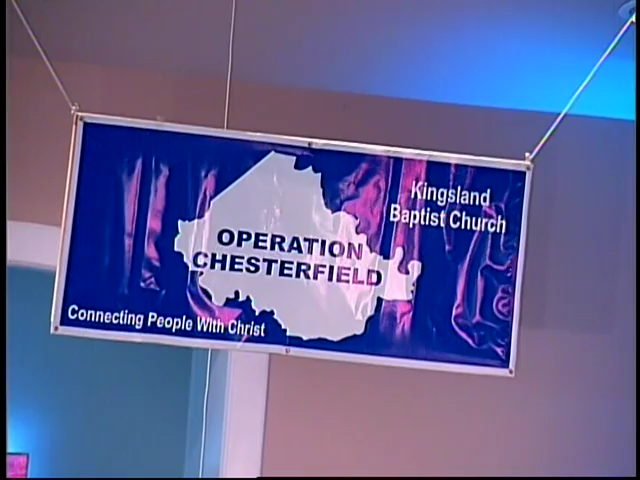 Kingsland
Baptist Church
OPERATION
CHESTERFIELD
Connecting People With Christ